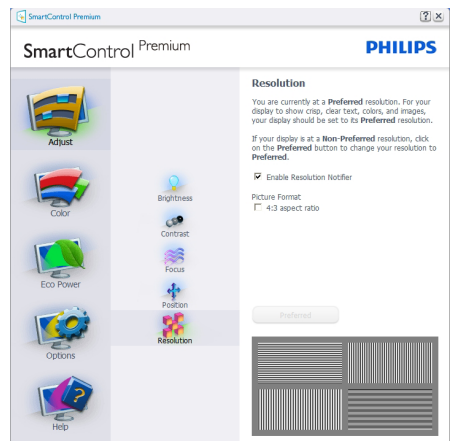 SmartControl Premium
? X
SmartControl Premium
PHILIPS
Adjust
Color
Eco Power
Options
Help
Brightness
Contrast
Focus
Position
Resolution
Resolution
You are currently at a Preferred resolution. For your
display to show crisp, clear text, colors, and images,
your display should be set to its Preferred resolution.
If your display is at a Non-Preferred resolution, click
on the Preferred button to change your resolution to
Preferred.
Enable Resolution Notifier
Picture Format
4:3 aspect ratio
Preferred